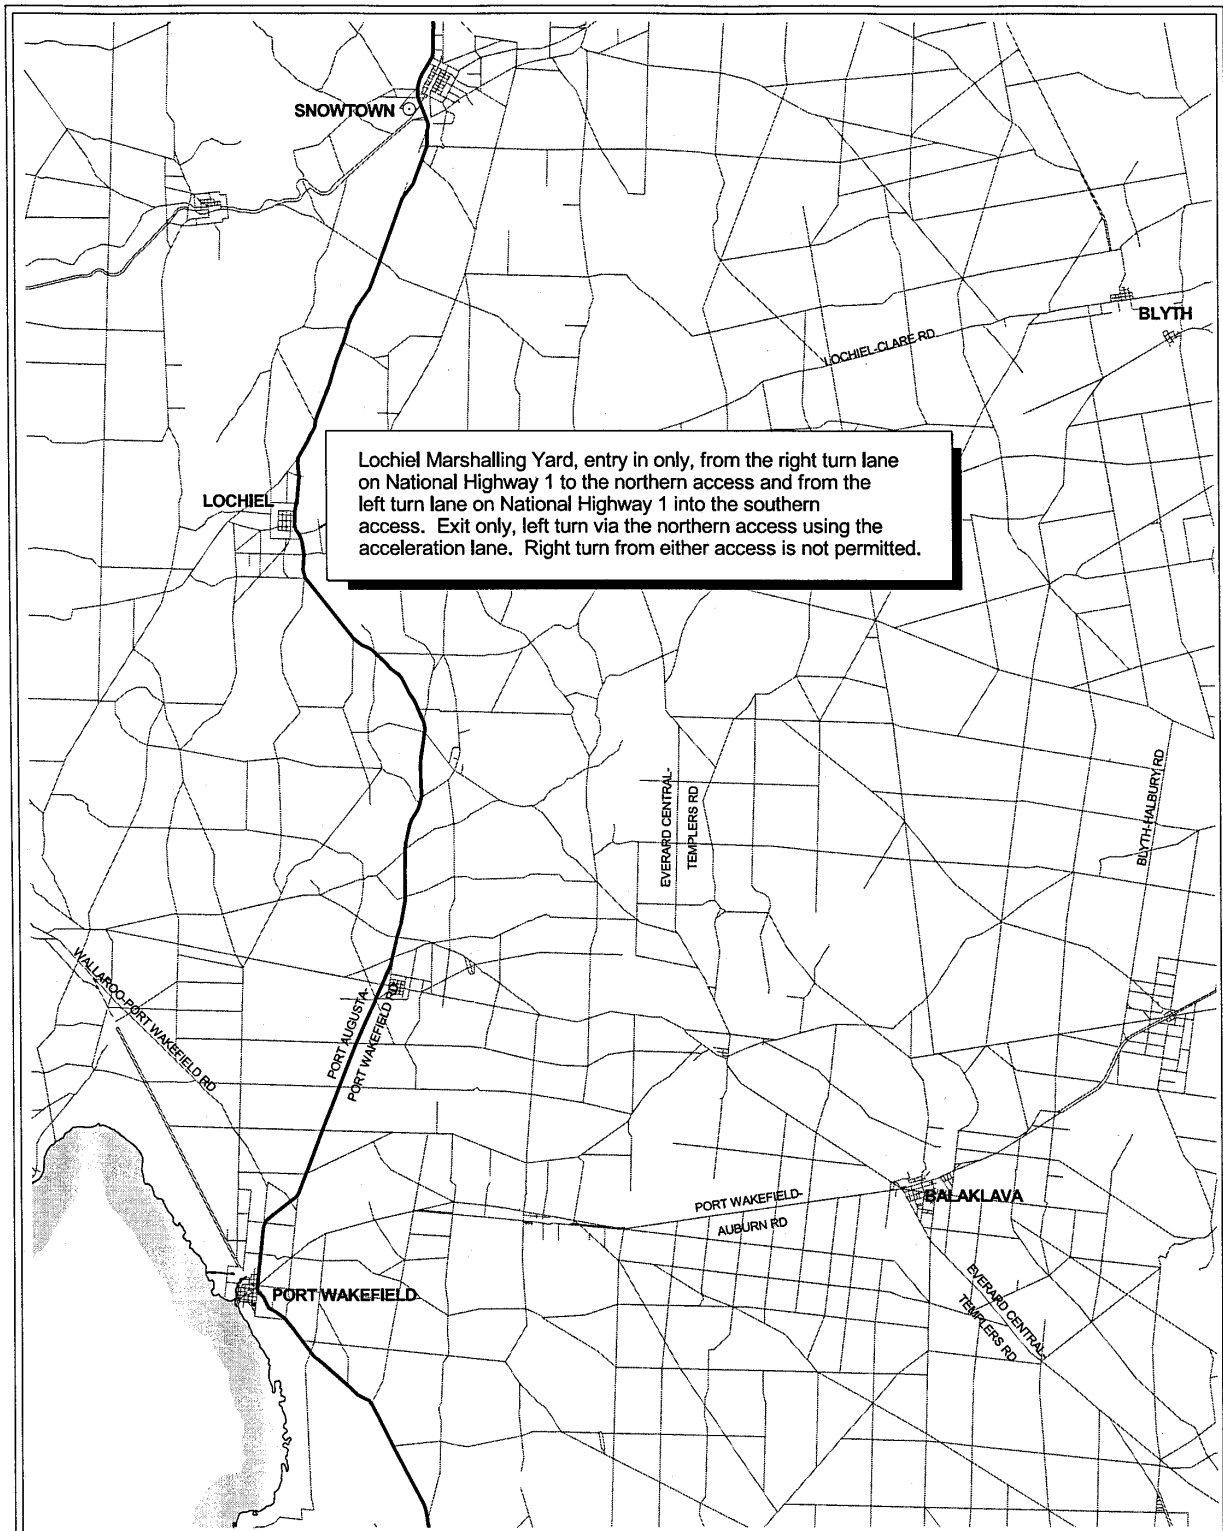 SNOWTOWN
BLYTH
LOCHIEL-CLARE RD
Lochiel Marshalling Yard, entry in only, from the right turn lane
on National Highway 1 to the northern access and from the
left turn lane on National Highway 1 into the southern
access. Exit only, left turn via the northern access using the
acceleration lane. Right turn from either access is not permitted.
LOCHIEL
EVERARD CENTRAL-
TEMPLERS RD
BLYTH-HALBURY RD
WALLAROO-PORT WAKEFIELD RD
PORT AUGUSTA-
PORT WAKEFIELD RD
PORT WAKEFIELD-
AUBURN RD
BALAKLAVA
EVERARD CENTRAL-
TEMPLERS RD
PORT WAKEFIELD